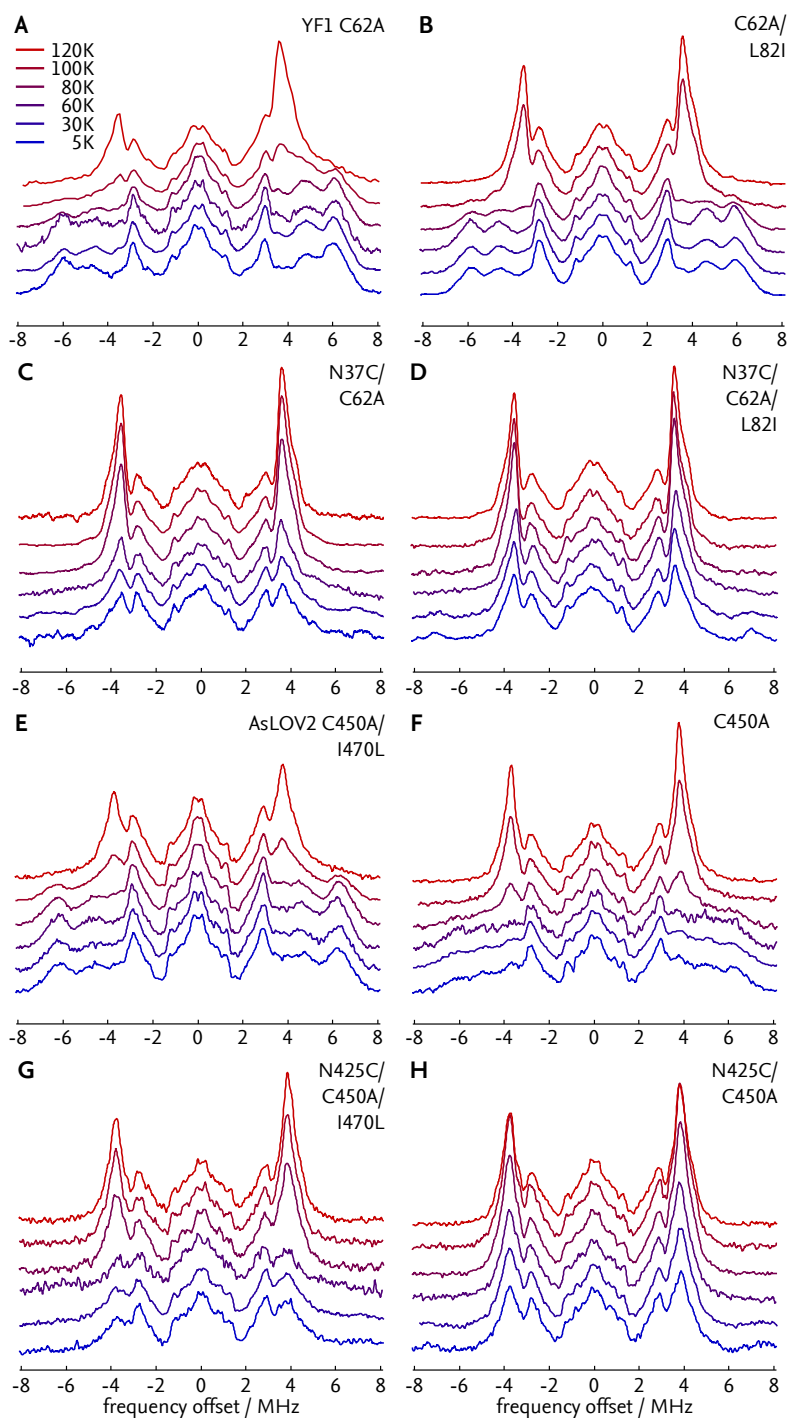 A
YF1 C62A
120K
100K
80K
60K
30K
5K
-8 -6 -4 -2 0 2 4 6 8
B
C62A/
L82I
-8 -6 -4 -2 0 2 4 6 8
C
N37C/
C62A
-8 -6 -4 -2 0 2 4 6 8
D
N37C/
C62A/
L82I
-8 -6 -4 -2 0 2 4 6 8
E
AsLOV2 C450A/
I470L
-8 -6 -4 -2 0 2 4 6 8
F
C450A
-8 -6 -4 -2 0 2 4 6 8
G
N425C/
C450A/
I470L
-8 -6 -4 -2 0 2 4 6 8
frequency offset / MHz
H
N425C/
C450A
-8 -6 -4 -2 0 2 4 6 8
frequency offset / MHz